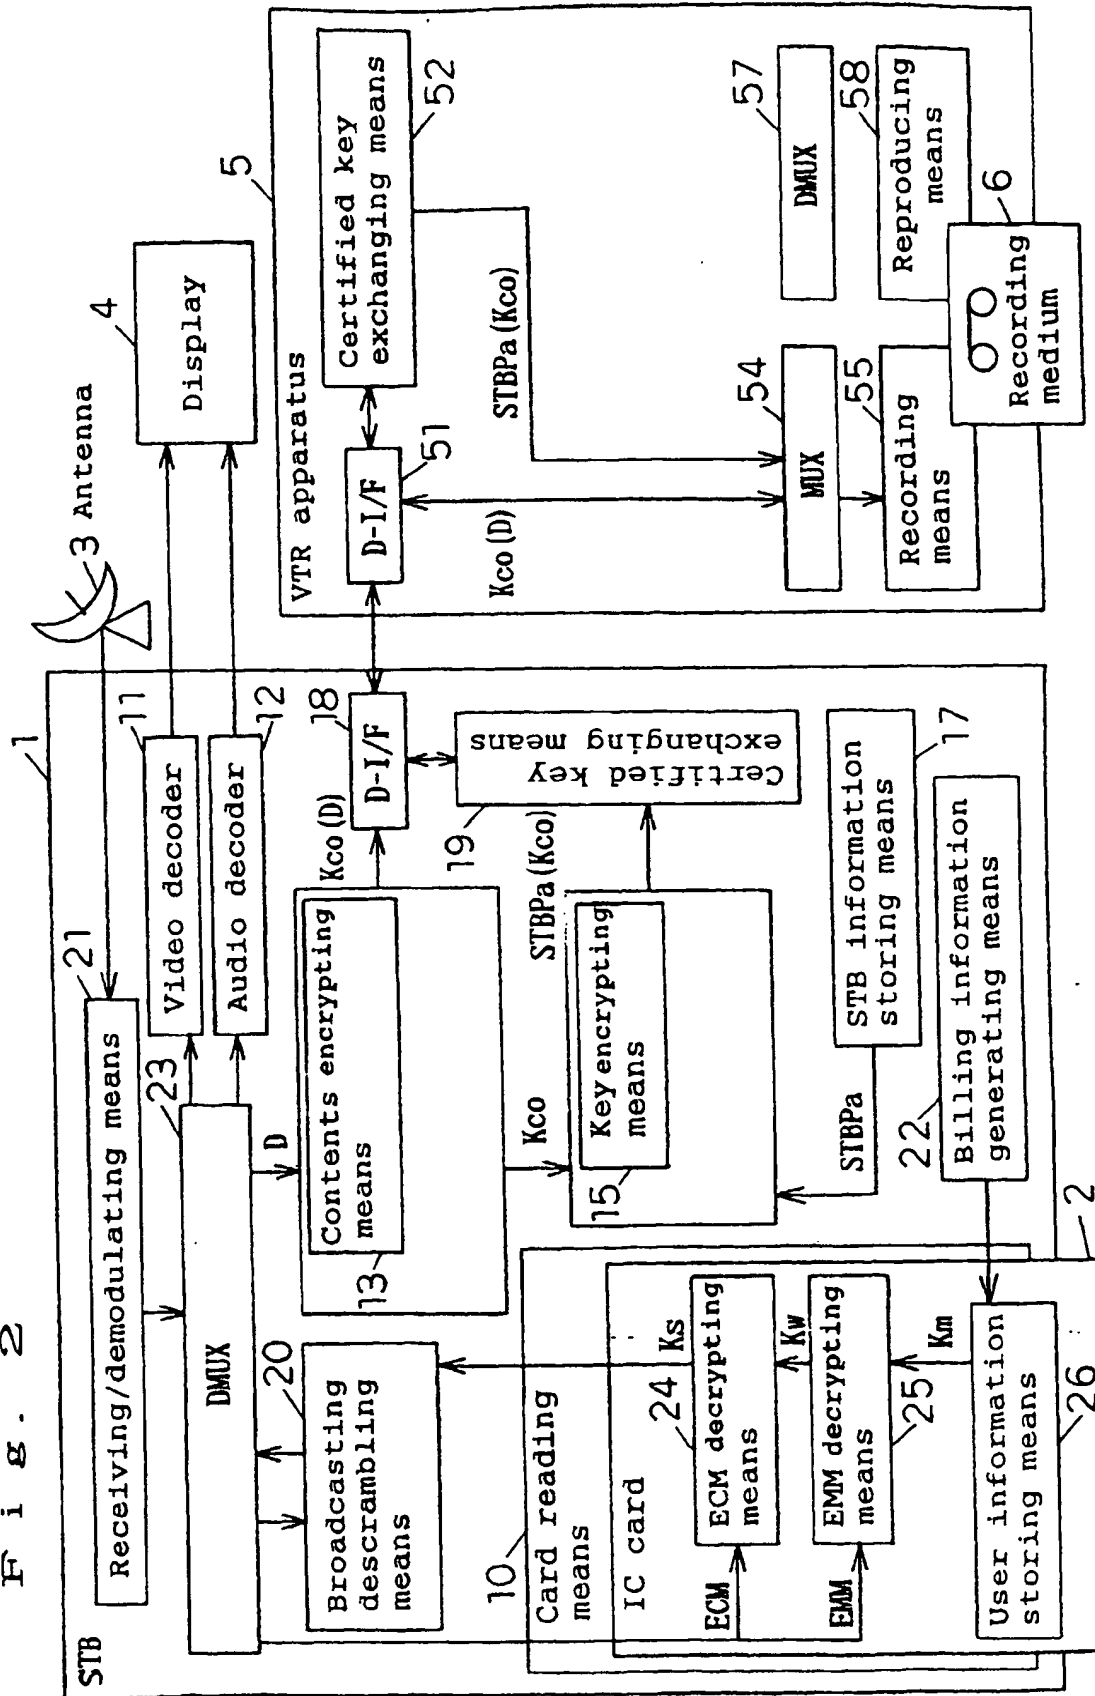 Fig. 2
STB
1
Receiving/demodulating means
21
3 Antenna
DMUX
23
Video decoder
11
Audio decoder
12
4
Display
Broadcasting
descrambling
means
20
D
Contents encrypting
means
13
Kco(D)
D-I/F
18
Kco
Key encrypting
means
15
STBPa(Kco)
Certified key
exchanging means
19
STBPa
STB information
storing means
17
22
Billing information
generating means
10
Card reading
means
Ks
IC card
2
ECM
ECM decrypting
means
24
Kw
EMM
EMM decrypting
means
25
Km
User information
storing means
26
5
VTR apparatus
D-I/F
51
Certified key
exchanging means
52
Kco(D)
STBPa(Kco)
MUX
54
DMUX
57
Recording
means
55
Reproducing
means
58
Recording
medium
6